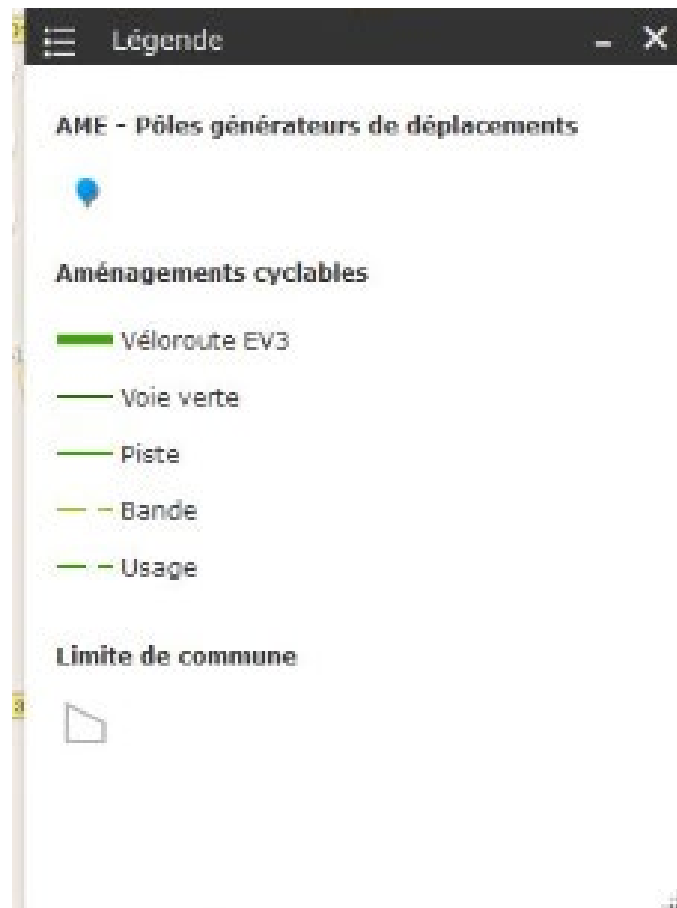 Légende
AME - Pôles générateurs de déplacements
Aménagements cyclables
Véloroute EV3
Voie verte
Piste
Bande
Usage
Limite de commune